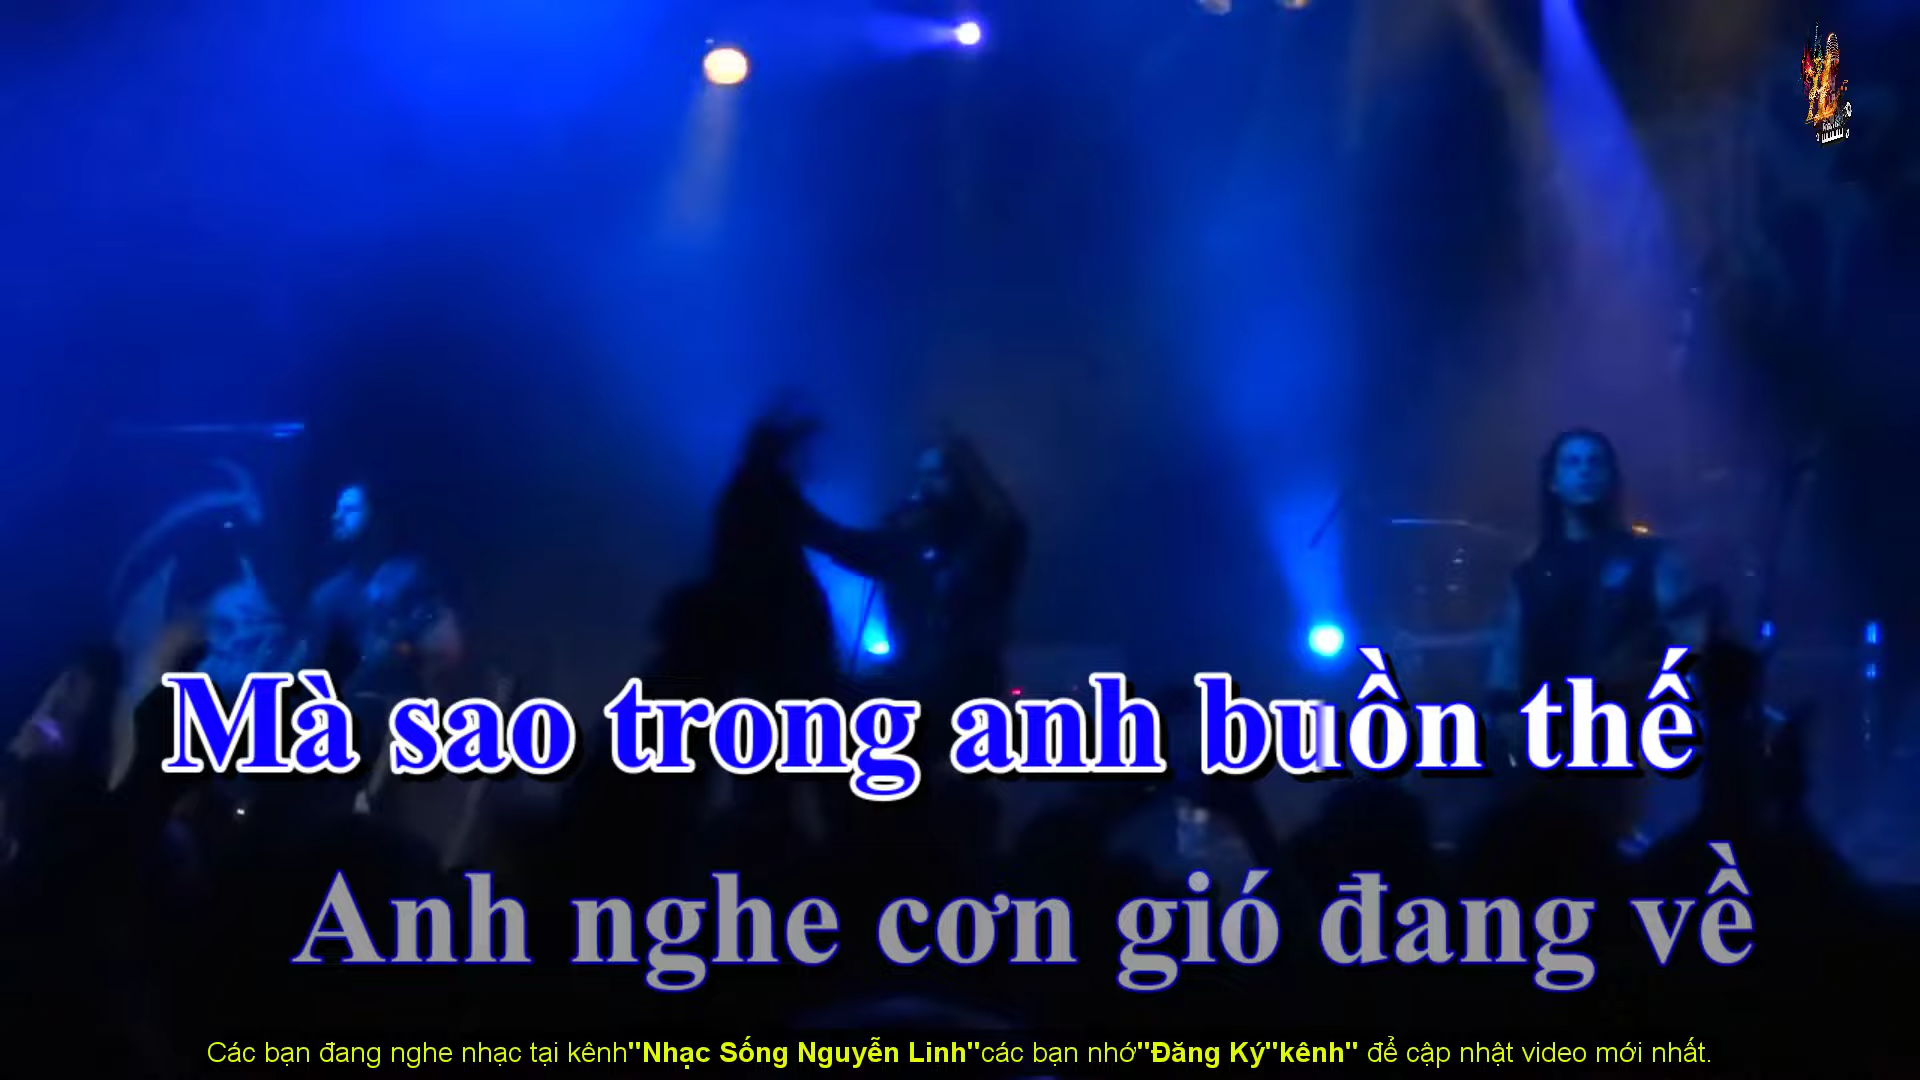 Mà sao trong anh buồn thế
Anh nghe cơn gió đang về
Các bạn đang nghe nhạc tại kênh"Nhạc Sống Nguyễn Linh"các bạn nhớ"Đăng Ký"kênh" để cập nhật video mới nhất.